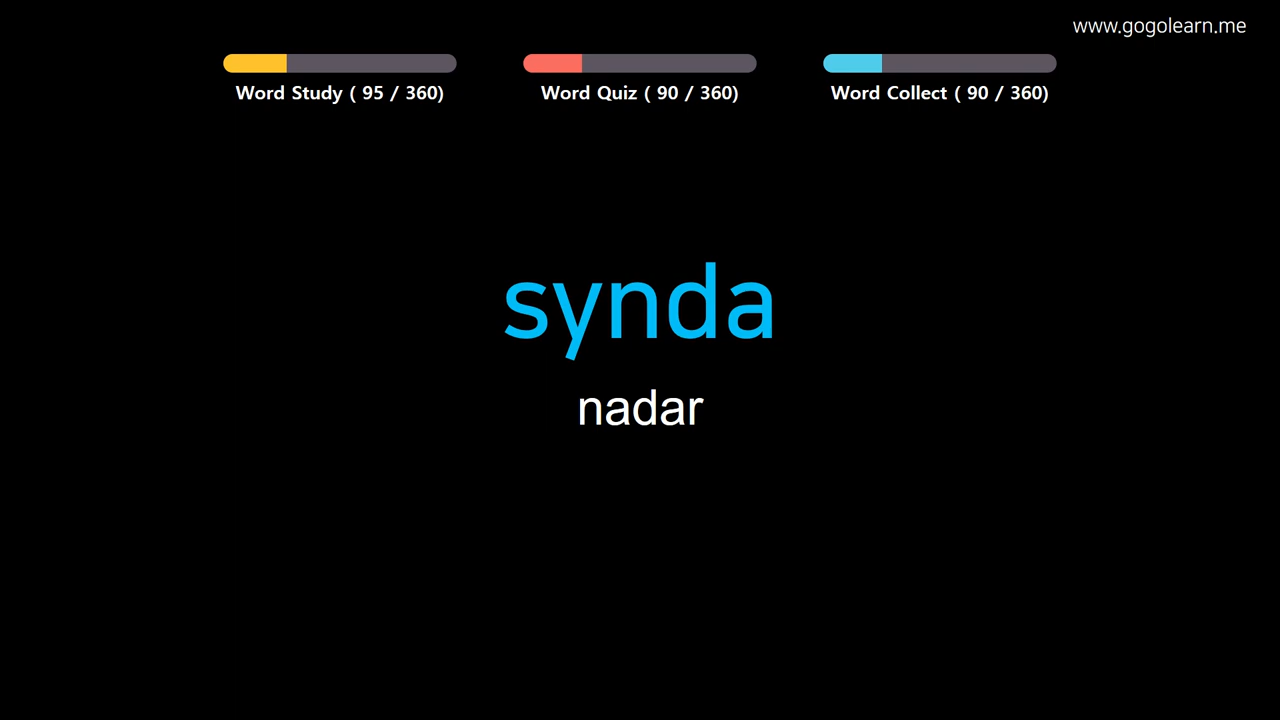 www.gogolearn.me
Word Study ( 95 / 360)
Word Quiz ( 90 / 360)
Word Collect ( 90 / 360)
synda
nadar